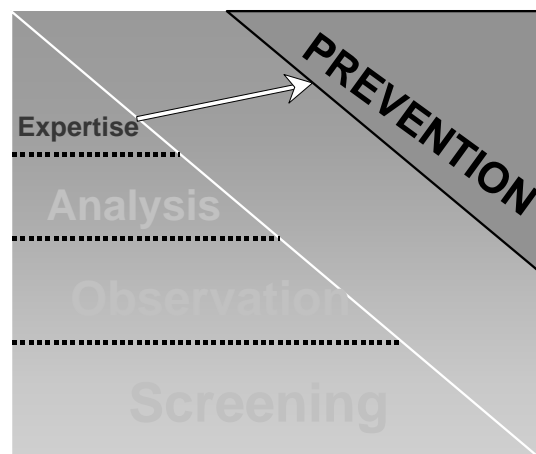 PREVENTION
Expertise
Analysis
Observation
Screening